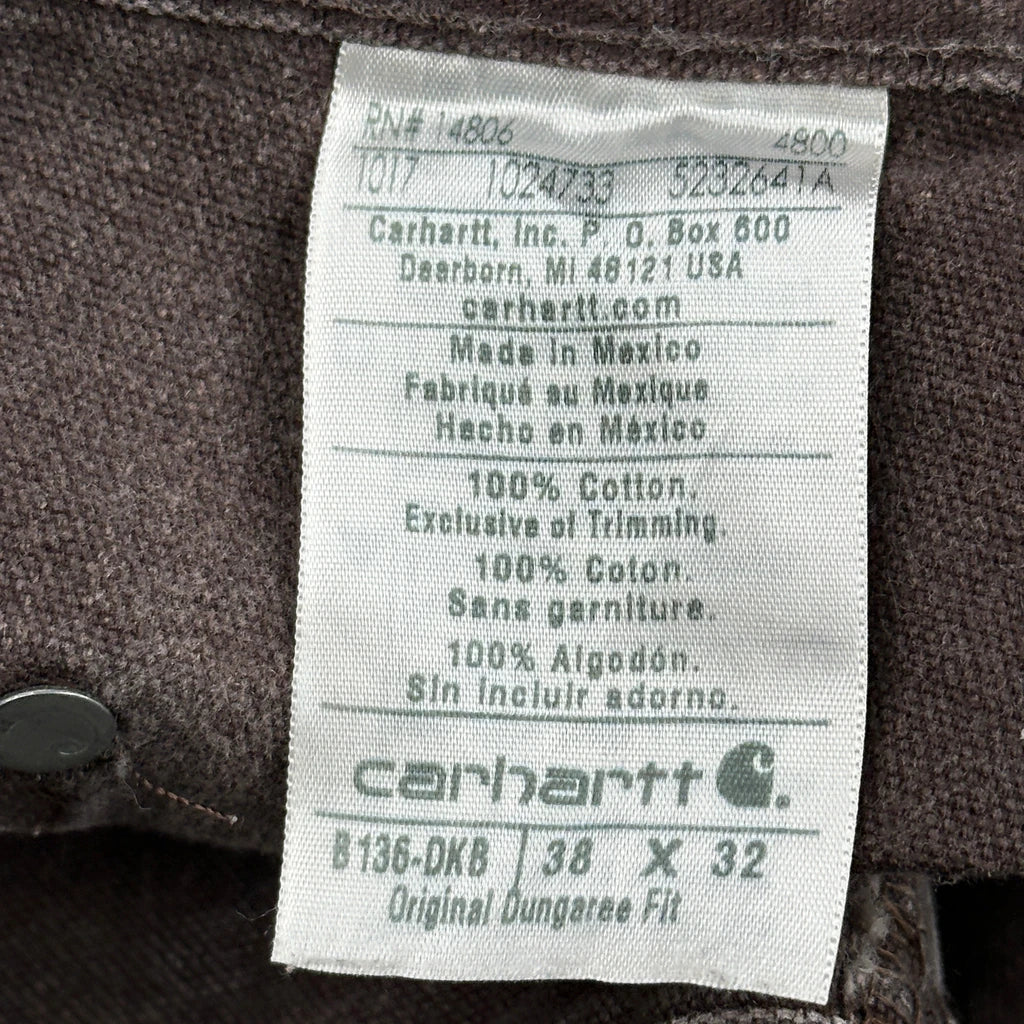 RN# 14806 4800
1017 1024733 5232641A
Carhartt, Inc. P. O. Box 600
Dearborn, MI 48121 USA
carhartt.com
Made in Mexico
Fabriqué au Mexique
Hecho en México
100% Cotton.
Exclusive of Trimming.
100% Coton.
Sans garniture.
100% Algodón.
Sin incluir adorno.
carhartt
B136-DKB 38 X 32
Original Dungaree Fit